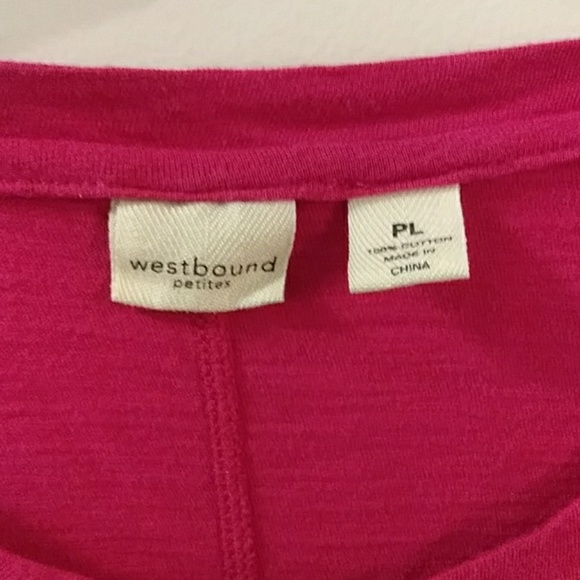 westbound
petites
PL
100% COTTON
MADE IN
CHINA